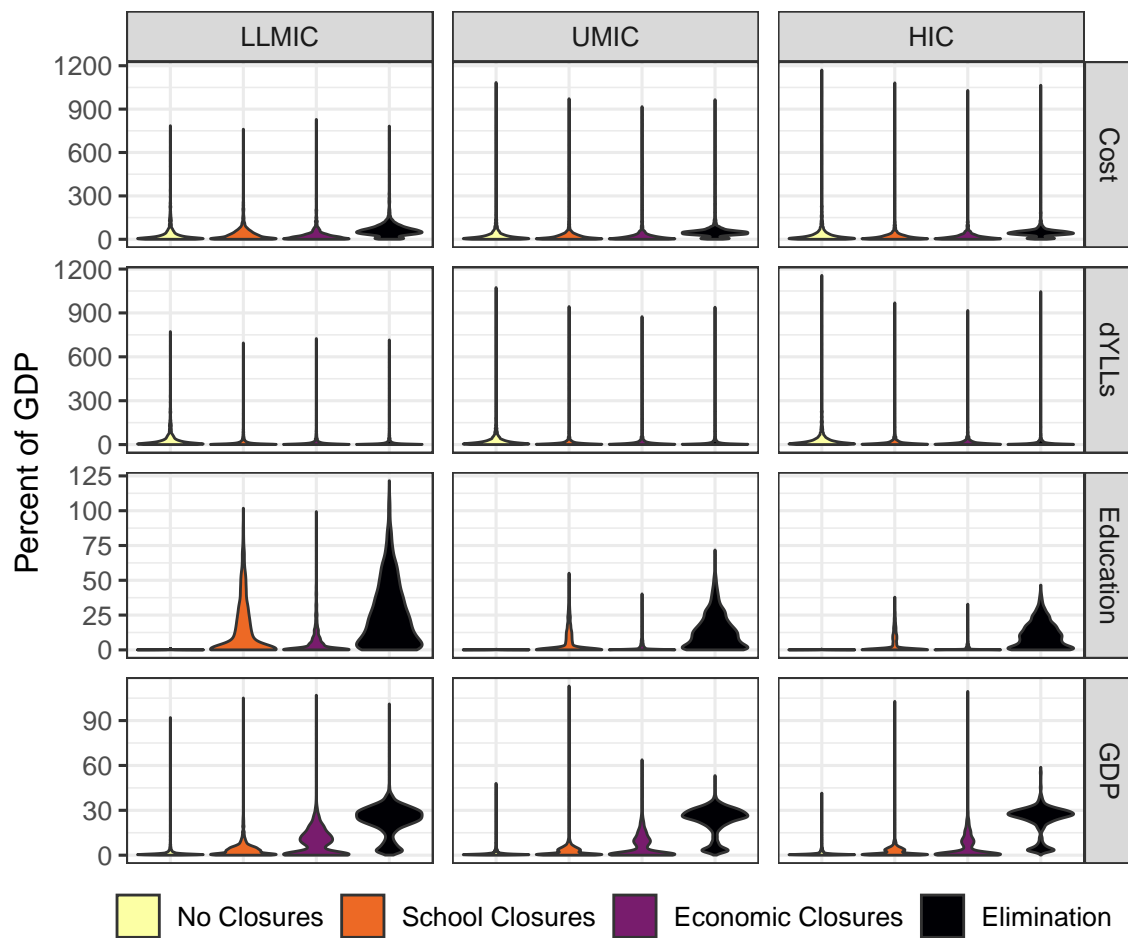 LLMIC UMIC HIC
1200
900
600
300
0
Cost
1200
900
600
300
0
dYLLs
125
100
75
50
25
0
Education
90
60
30
0
GDP
Percent of GDP
No Closures School Closures Economic Closures Elimination